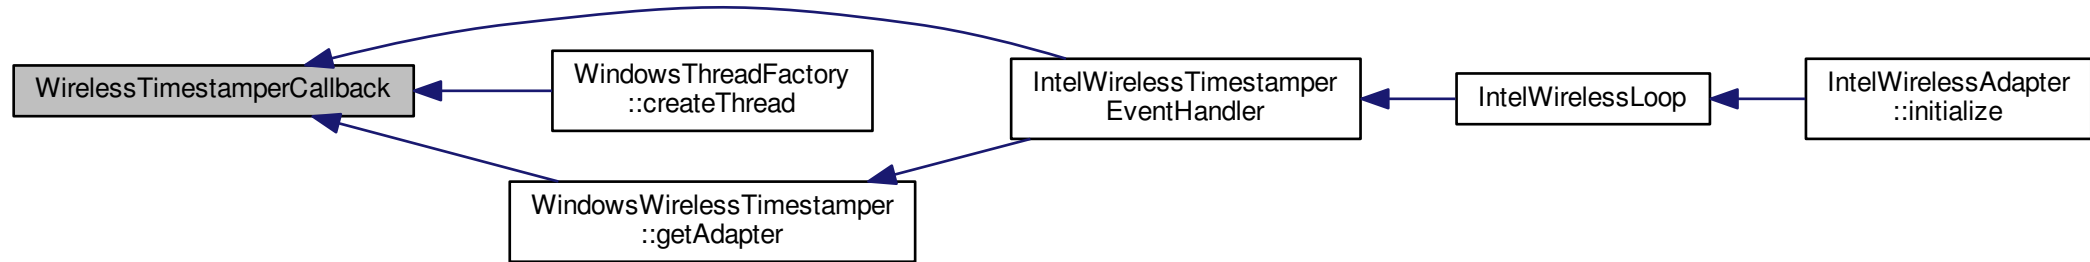 WirelessTimestamperCallback
WindowsThreadFactory
::createThread
WindowsWirelessTimestamper
::getAdapter
IntelWirelessTimestamper
EventHandler
IntelWirelessLoop
IntelWirelessAdapter
::initialize